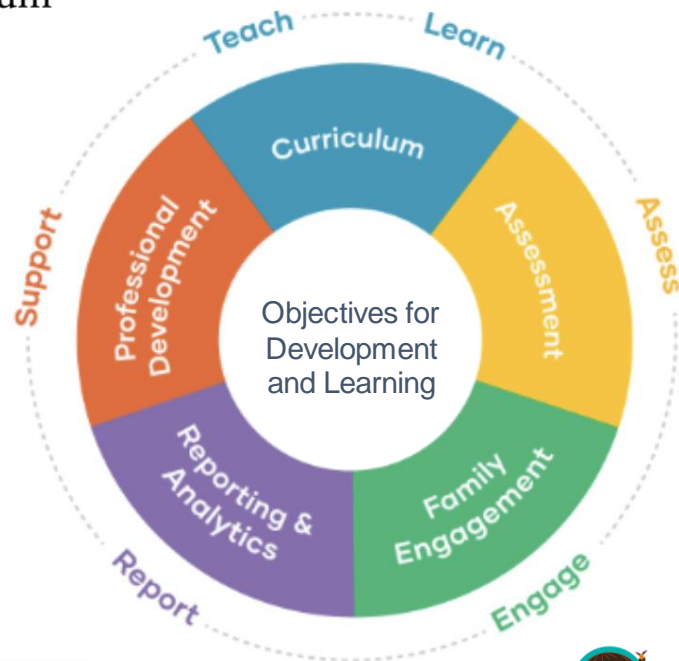 Teach
Learn
Curriculum
Assess
Assessment
Support
Professional
Development
Objectives for
Development
and Learning
Reporting &
Analytics
Family
Engagement
Report
Engage